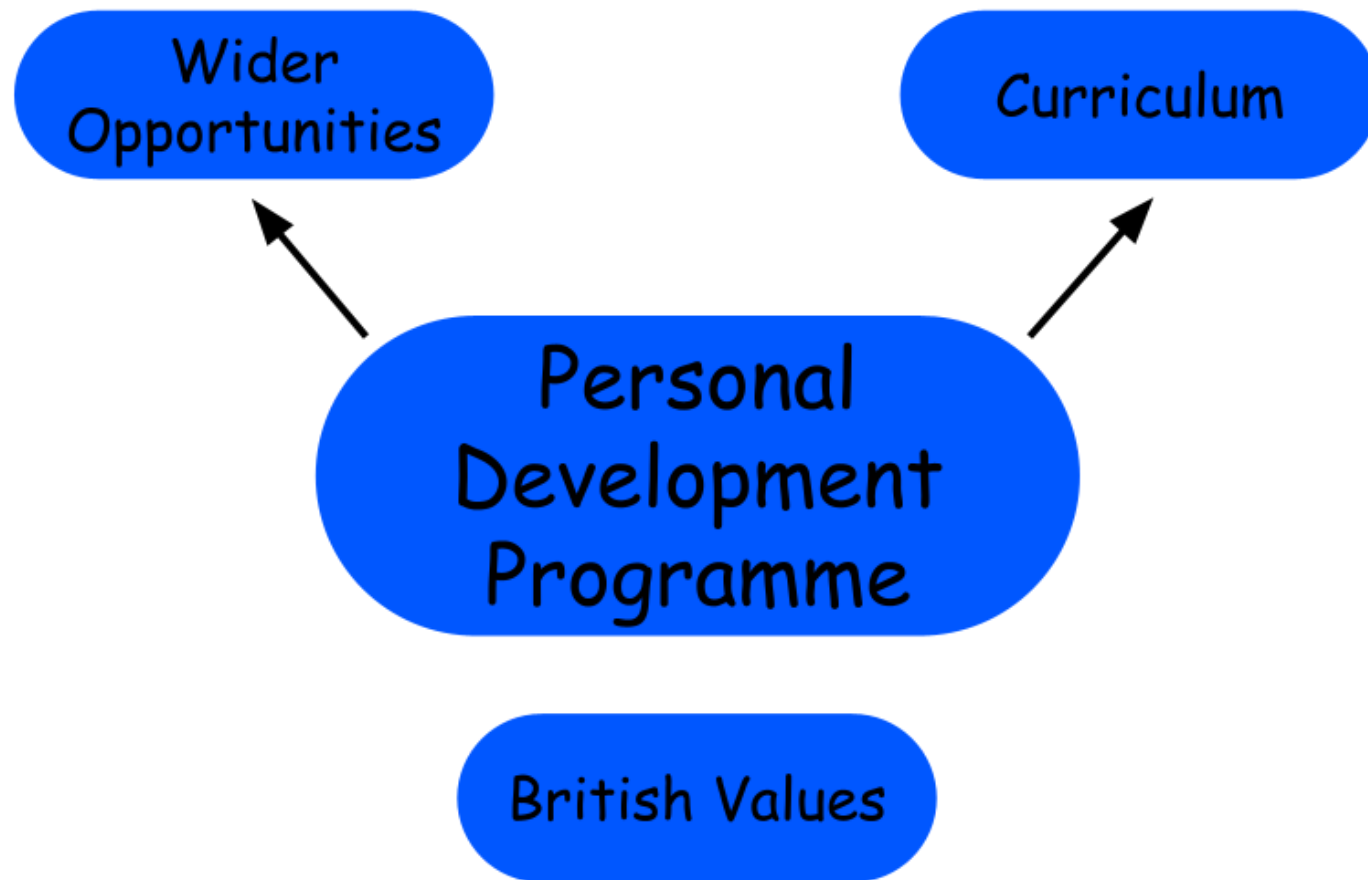 Wider
Opportunities
Curriculum
Personal
Development
Programme
British Values